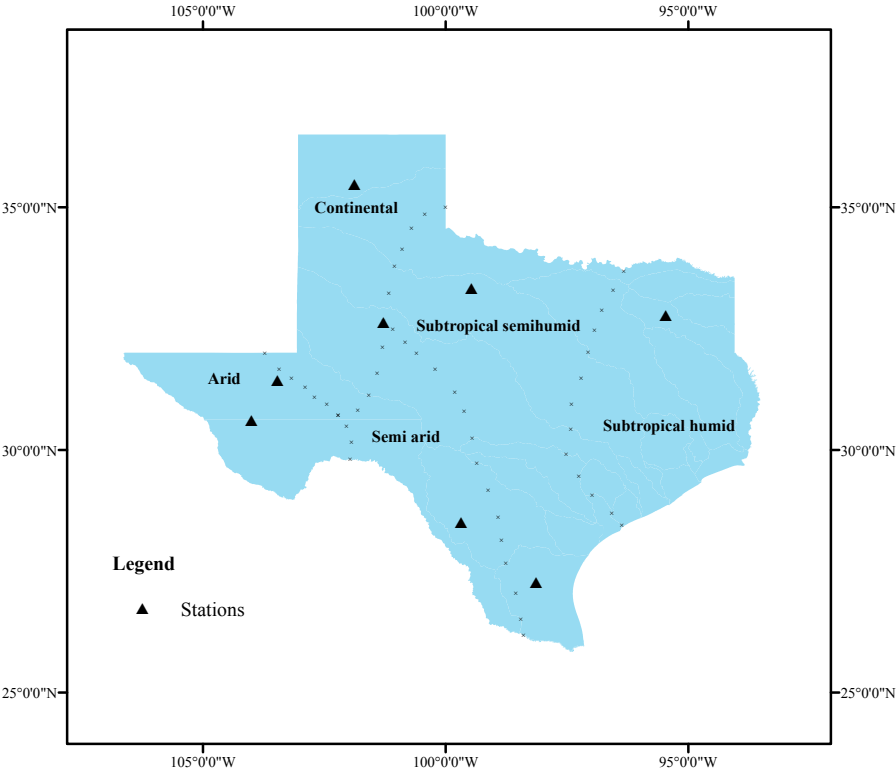 105°0'0"W 100°0'0"W 95°0'0"W
35°0'0"N 35°0'0"N
Continental
Subtropical semihumid
Arid
Subtropical humid
Semi arid
30°0'0"N 30°0'0"N
Legend
Stations
25°0'0"N 25°0'0"N
105°0'0"W 100°0'0"W 95°0'0"W